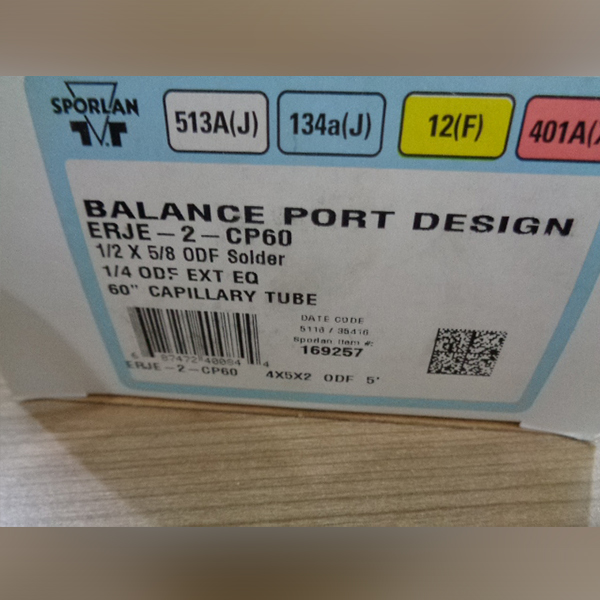 SPORLAN
513A(J)
134a(J)
12(F)
401A(
BALANCE PORT DESIGN
ERJE-2-CP60
1/2 X 5/8 ODF Solder
1/4 ODF EXT EQ
60" CAPILLARY TUBE
DATE CODE
Sporlan Item #:
169257
ERJE-2-CP60 4X5X2 ODF 5'